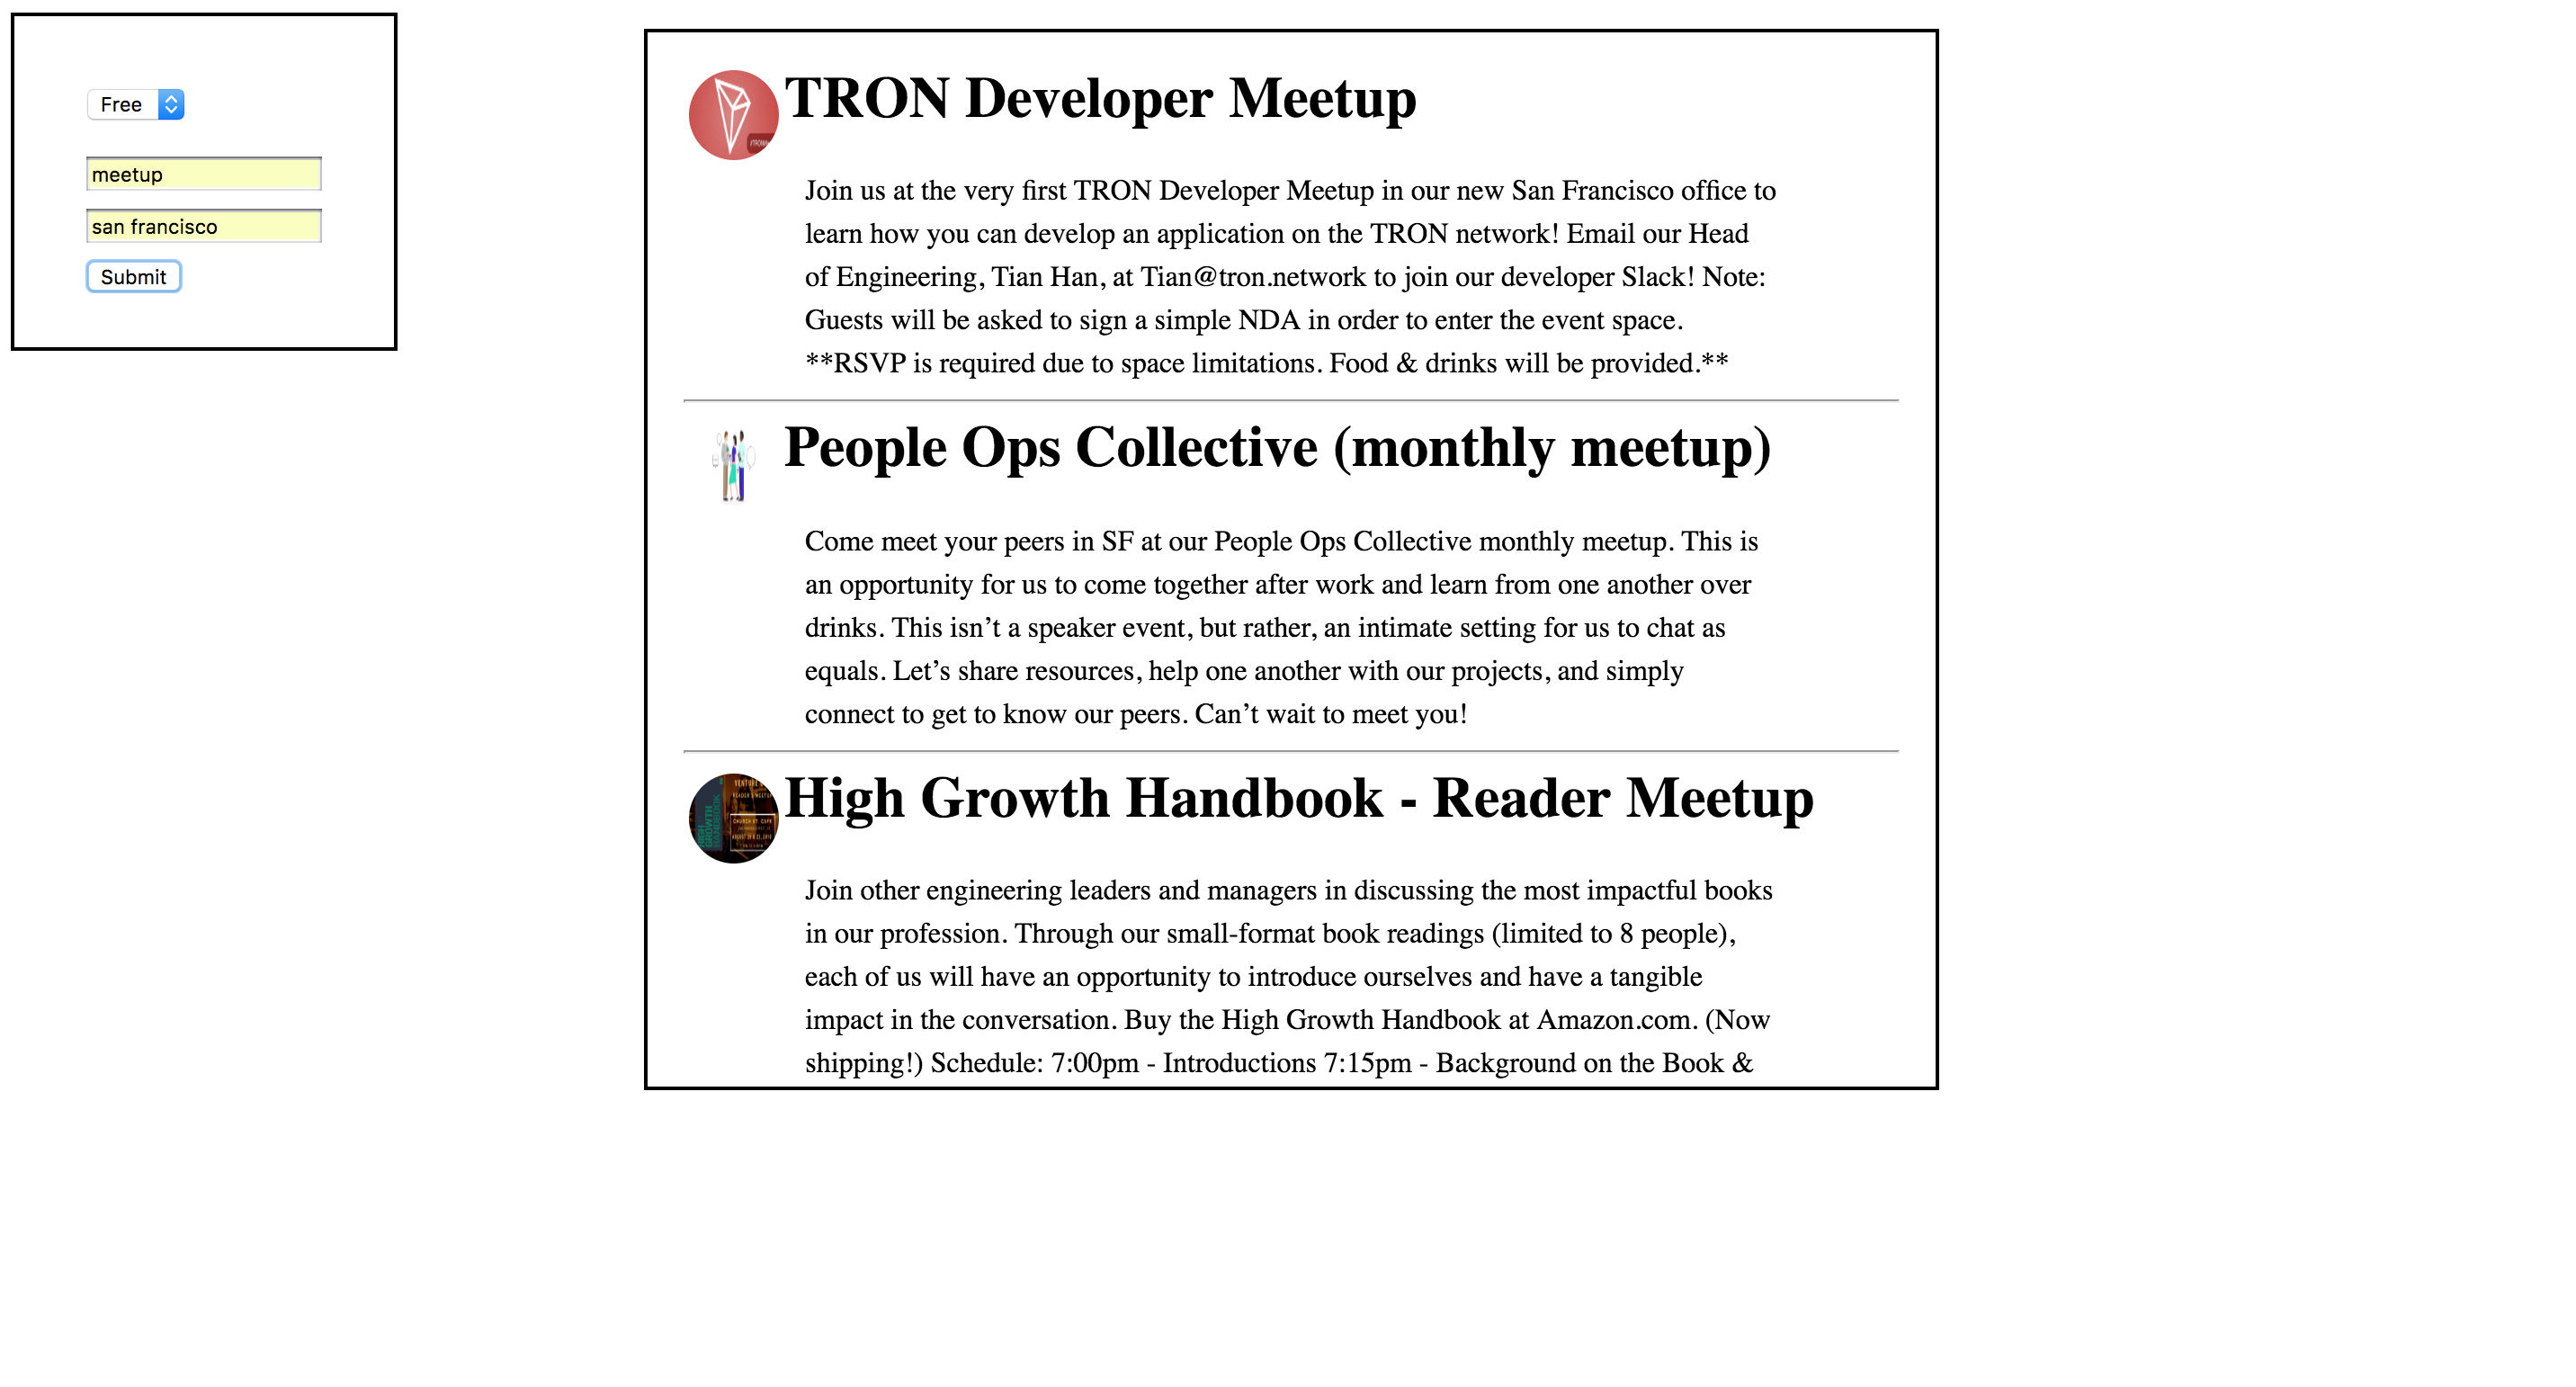 Free
meetup
san francisco
Submit
TRON Developer Meetup
Join us at the very first TRON Developer Meetup in our new San Francisco office to
learn how you can develop an application on the TRON network! Email our Head
of Engineering, Tian Han, at Tian@tron.network to join our developer Slack! Note:
Guests will be asked to sign a simple NDA in order to enter the event space.
**RSVP is required due to space limitations. Food & drinks will be provided.**
People Ops Collective (monthly meetup)
Come meet your peers in SF at our People Ops Collective monthly meetup. This is
an opportunity for us to come together after work and learn from one another over
drinks. This isn’t a speaker event, but rather, an intimate setting for us to chat as
equals. Let’s share resources, help one another with our projects, and simply
connect to get to know our peers. Can’t wait to meet you!
High Growth Handbook - Reader Meetup
HIGH
GROWTH
HANDBOOK
Join other engineering leaders and managers in discussing the most impactful books
in our profession. Through our small-format book readings (limited to 8 people),
each of us will have an opportunity to introduce ourselves and have a tangible
impact in the conversation. Buy the High Growth Handbook at Amazon.com. (Now
shipping!) Schedule: 7:00pm - Introductions 7:15pm - Background on the Book &